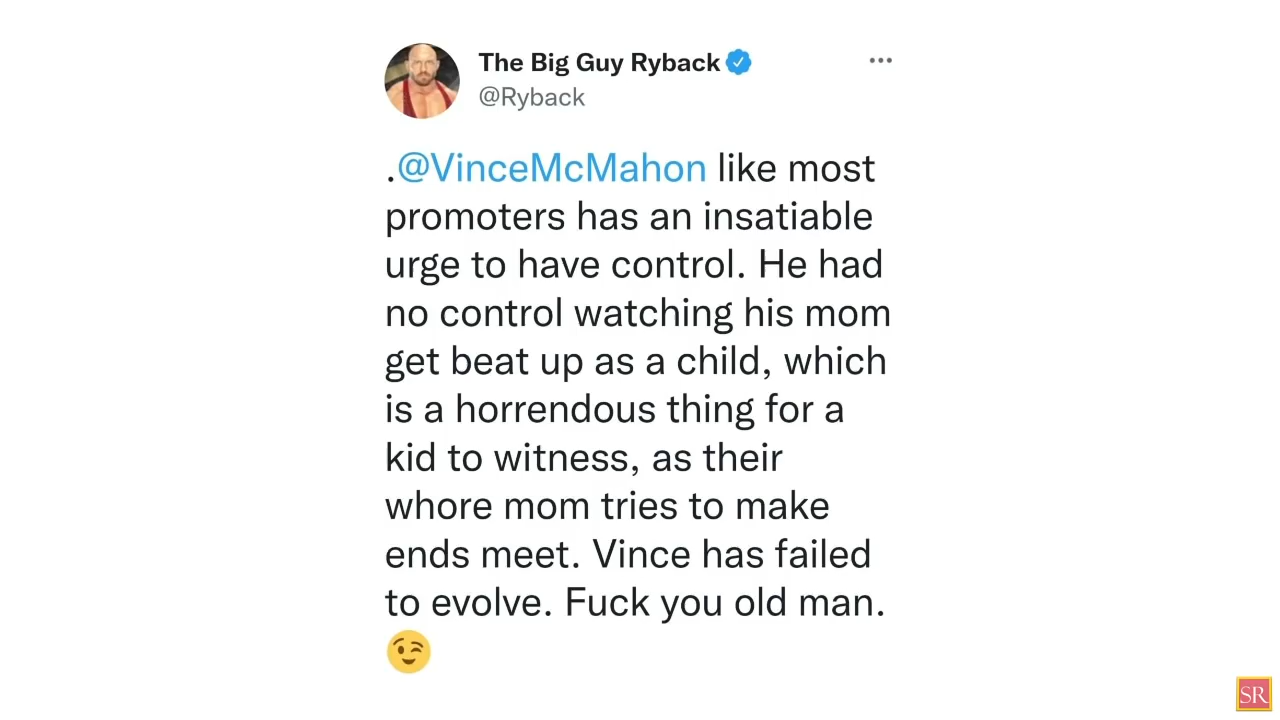 The Big Guy Ryback
@Ryback
.@VinceMcMahon like most
promoters has an insatiable
urge to have control. He had
no control watching his mom
get beat up as a child, which
is a horrendous thing for a
kid to witness, as their
whore mom tries to make
ends meet. Vince has failed
to evolve. Fuck you old man.
😉
SR